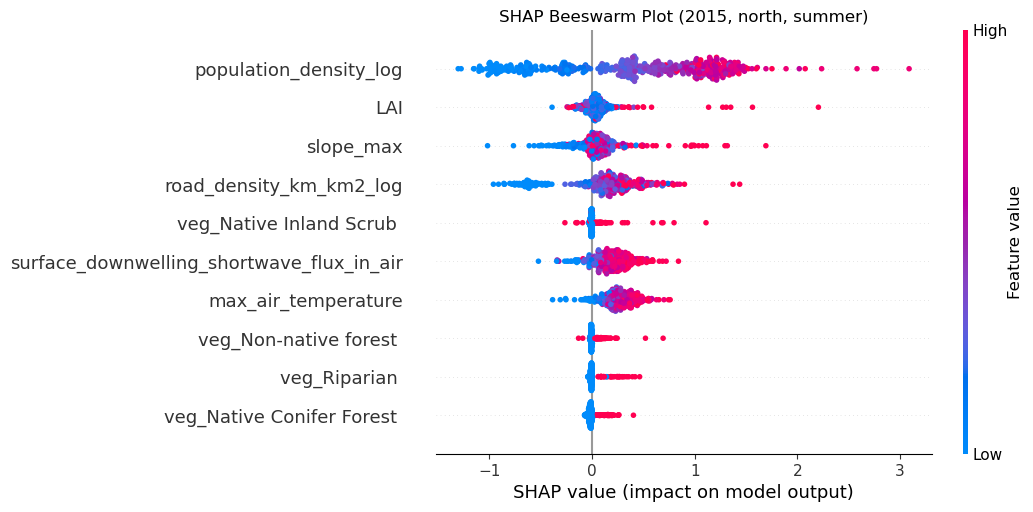 SHAP Beeswarm Plot (2015, north, summer)
High
population_density_log
LAI
slope_max
road_density_km_km2_log
veg_Native Inland Scrub
surface_downwelling_shortwave_flux_in_air
max_air_temperature
veg_Non-native forest
veg_Riparian
veg_Native Conifer Forest
Feature value
Low
−1
0
1
2
3
SHAP value (impact on model output)